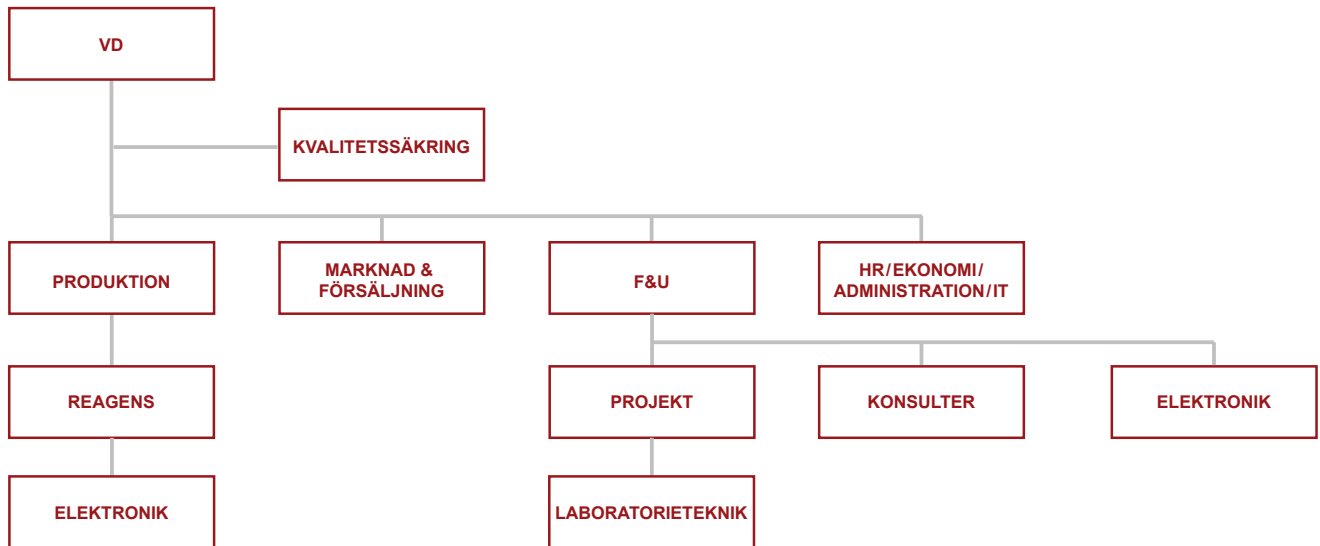 VD
KVALITETSSÄKRING
PRODUKTION
MARKNAD &
FÖRSÄLJNING
F&U
HR/EKONOMI/
ADMINISTRATION/IT
REAGENS
PROJEKT
KONSULTER
ELEKTRONIK
ELEKTRONIK
LABORATORIETEKNIK